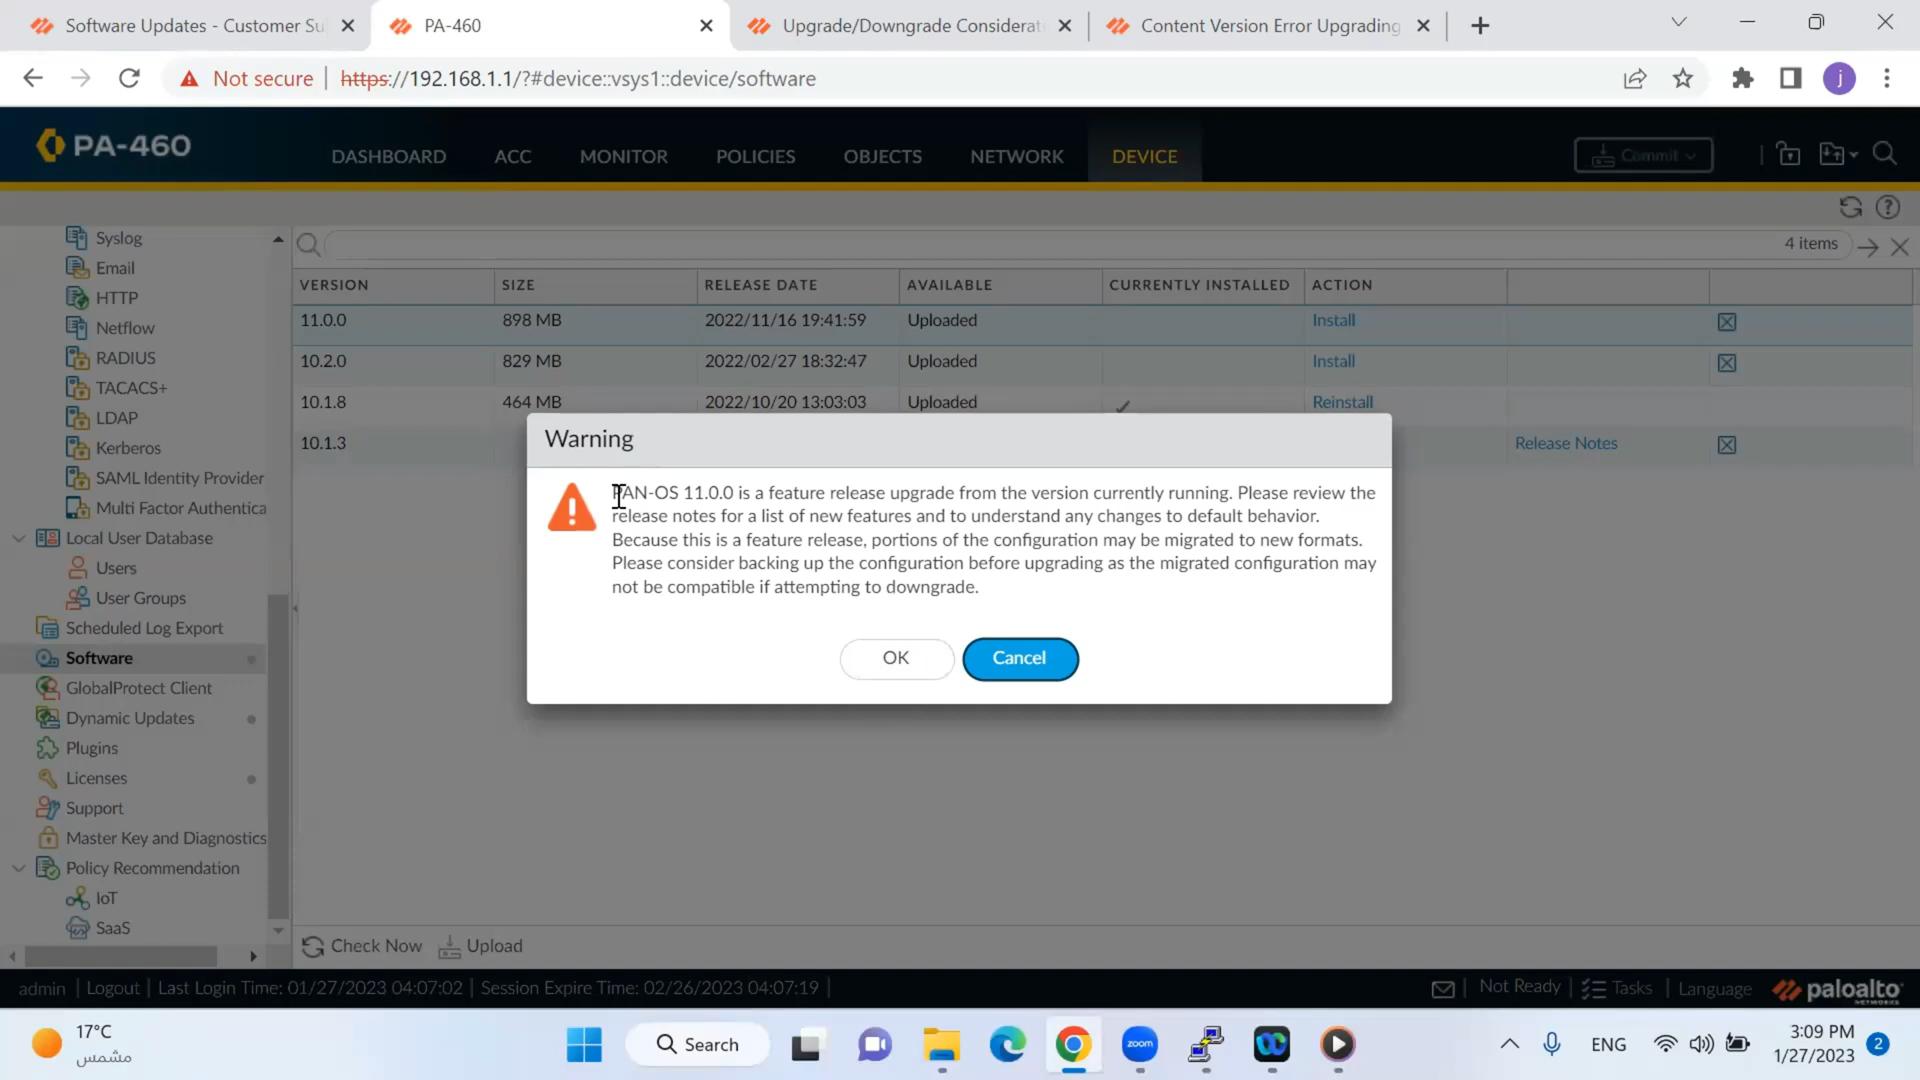 Software Updates - Customer Su
PA-460
Upgrade/Downgrade Considerat
Content Version Error Upgrading
Not secure
https://192.168.1.1/?#device::vsys1::device/software
j
PA-460
DASHBOARD
ACC
MONITOR
POLICIES
OBJECTS
NETWORK
DEVICE
Commit
Syslog
Email
HTTP
Netflow
RADIUS
TACACS+
LDAP
Kerberos
SAML Identity Provider
Multi Factor Authentica
Local User Database
Users
User Groups
Scheduled Log Export
Software
GlobalProtect Client
Dynamic Updates
Plugins
Licenses
Support
Master Key and Diagnostics
Policy Recommendation
IoT
SaaS
4 items
VERSION SIZE RELEASE DATE AVAILABLE CURRENTLY INSTALLED ACTION
11.0.0 898 MB 2022/11/16 19:41:59 Uploaded Install
10.2.0 829 MB 2022/02/27 18:32:47 Uploaded Install
10.1.8 464 MB 2022/10/20 13:03:03 Uploaded Reinstall
10.1.3 Release Notes
Warning
PAN-OS 11.0.0 is a feature release upgrade from the version currently running. Please review the
release notes for a list of new features and to understand any changes to default behavior.
Because this is a feature release, portions of the configuration may be migrated to new formats.
Please consider backing up the configuration before upgrading as the migrated configuration may
not be compatible if attempting to downgrade.
OK
Cancel
Check Now
Upload
admin | Logout | Last Login Time: 01/27/2023 04:07:02 | Session Expire Time: 02/26/2023 04:07:19 |
Not Ready
Tasks
Language
paloalto
NETWORKS
17°C
مشمس
Search
zoom
ENG
3:09 PM
1/27/2023
2